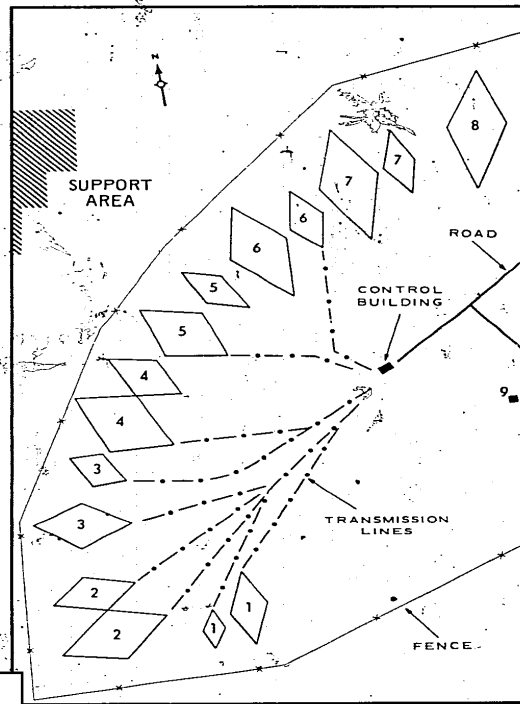 N
8
7
7
SUPPORT
AREA
6
6
ROAD
5
CONTROL
BUILDING
5
4
9
4
3
3
TRANSMISSION
LINES
2
1
2
1
FENCE